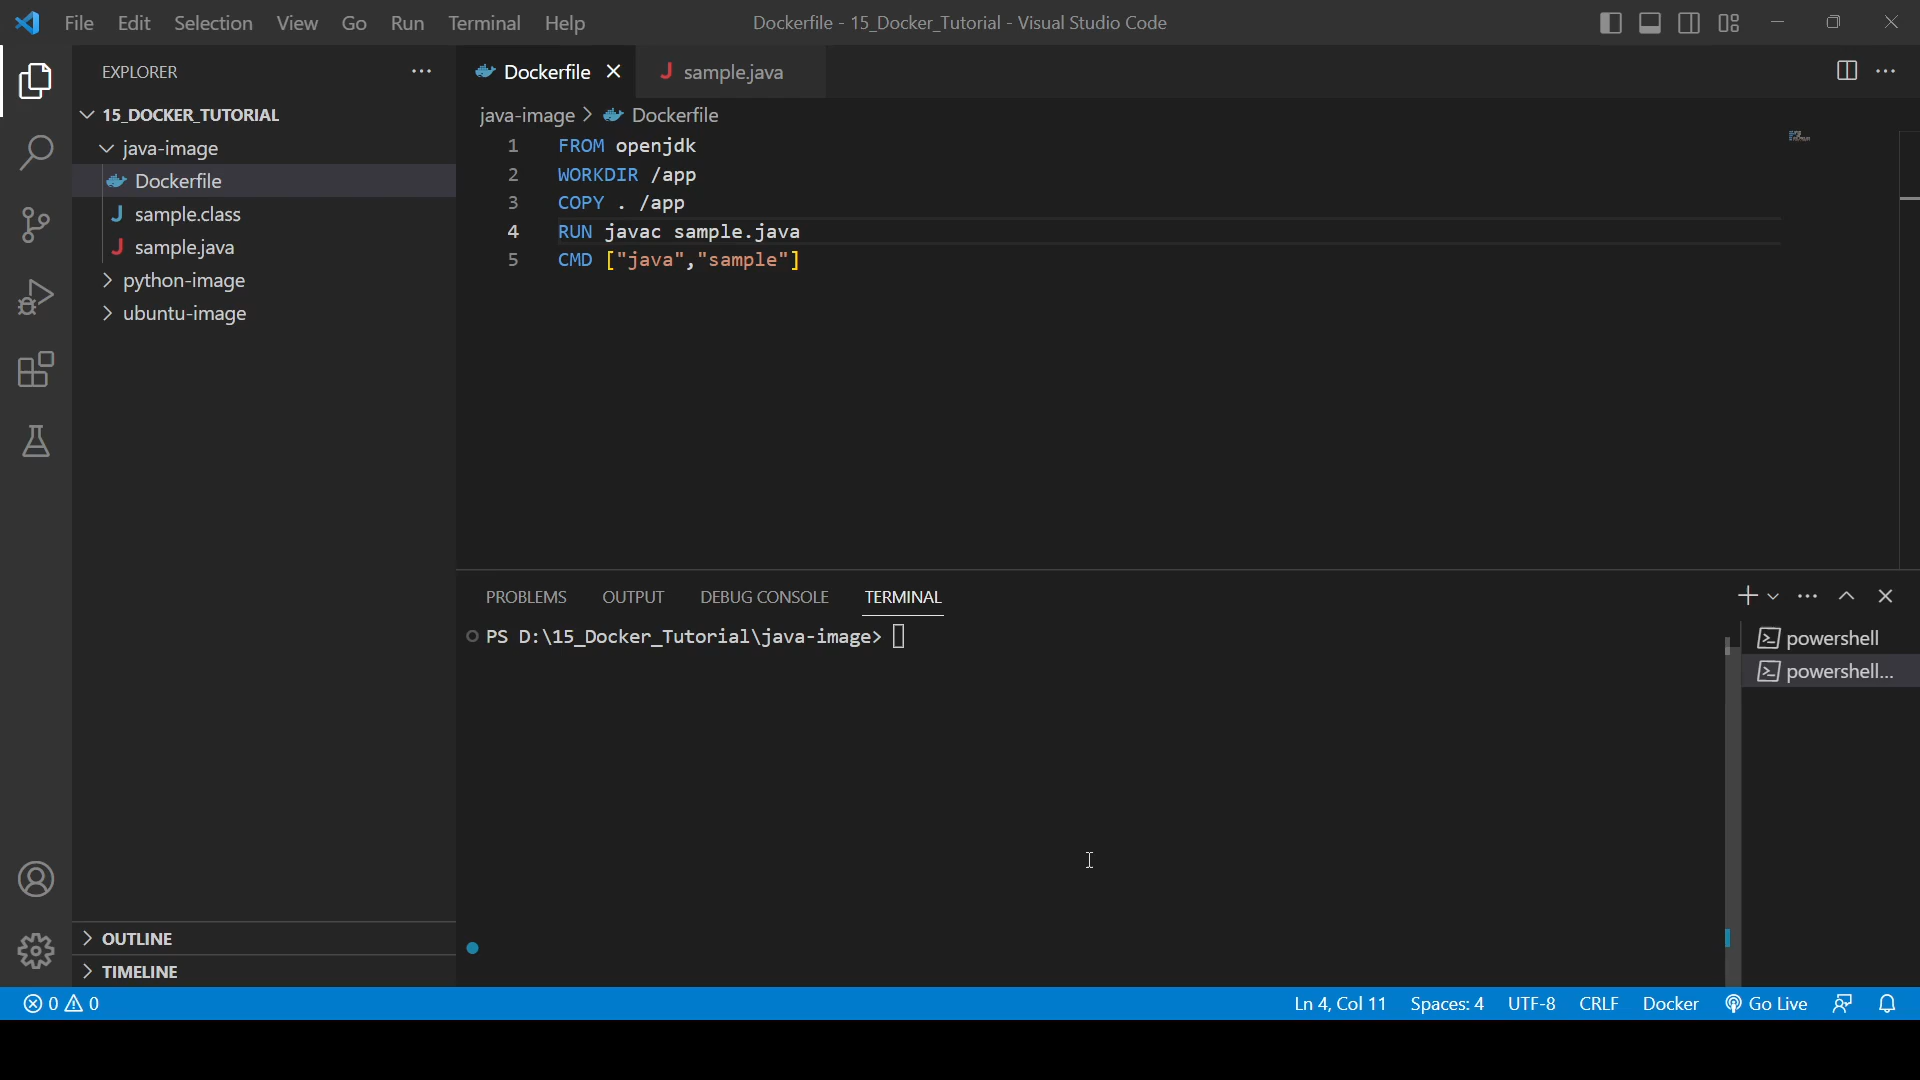 File Edit Selection View Go Run Terminal Help
Dockerfile - 15_Docker_Tutorial - Visual Studio Code
EXPLORER
15_DOCKER_TUTORIAL
java-image
Dockerfile
sample.class
sample.java
python-image
ubuntu-image
OUTLINE
TIMELINE
Dockerfile
sample.java
java-image > Dockerfile
1 FROM openjdk
2 WORKDIR /app
3 COPY . /app
4 RUN javac sample.java
5 CMD ["java","sample"]
PROBLEMS OUTPUT DEBUG CONSOLE TERMINAL
PS D:\15_Docker_Tutorial\java-image>
powershell
powershell...
0 0
Ln 4, Col 11 Spaces: 4 UTF-8 CRLF Docker Go Live